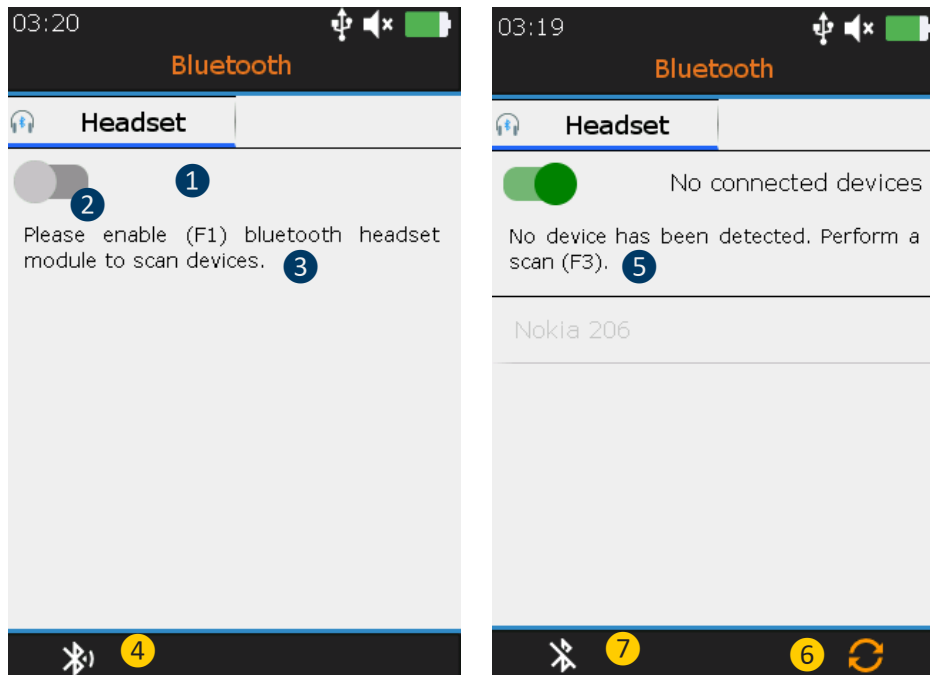 03:20
Bluetooth
Headset
1
2
Please enable (F1) bluetooth headset
module to scan devices.
3
4
03:19
Bluetooth
Headset
No connected devices
No device has been detected. Perform a
scan (F3).
5
Nokia 206
7
6